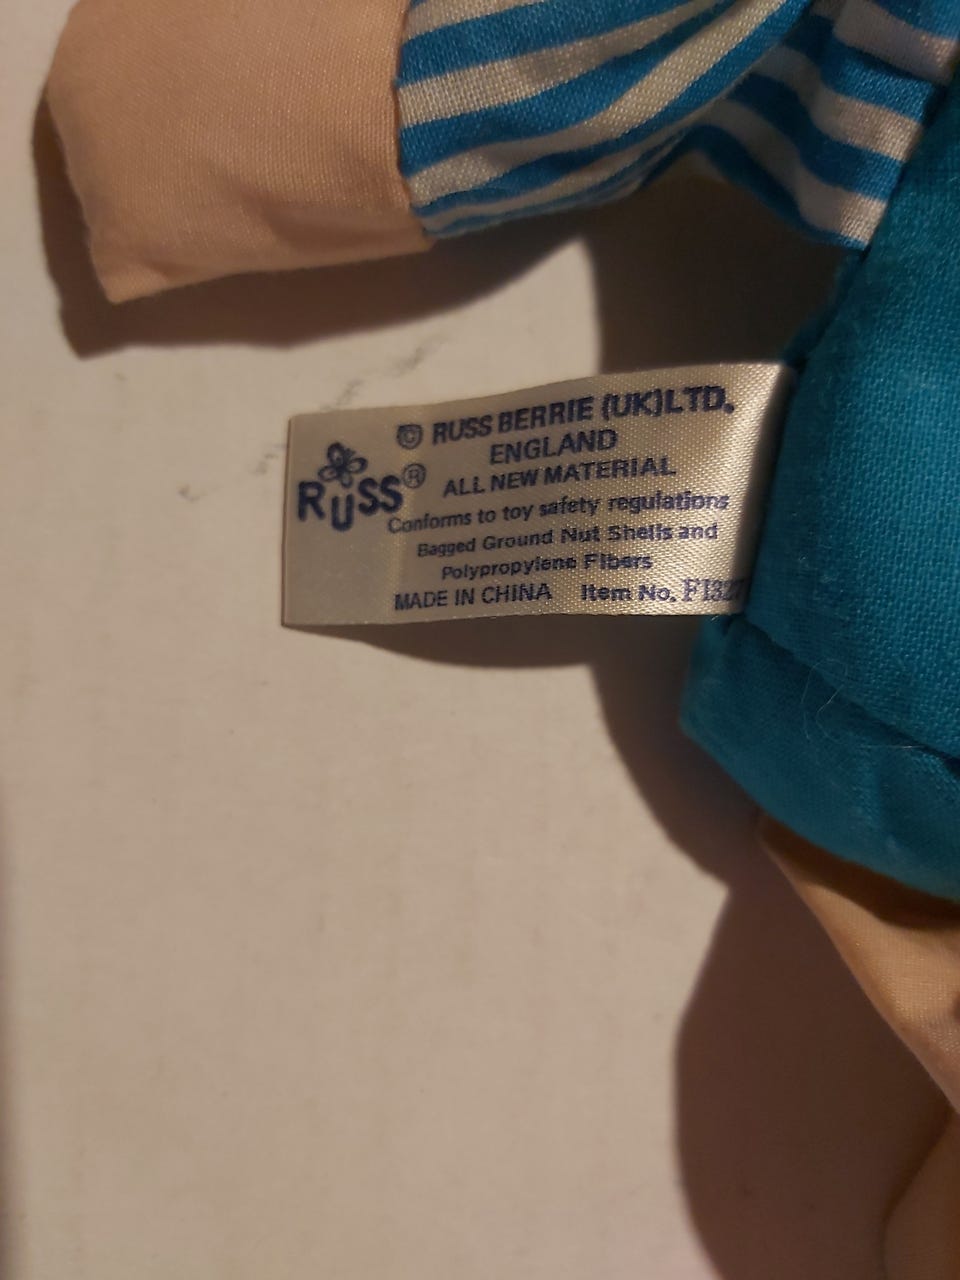 © RUSS BERRIE (UK)LTD.
ENGLAND
RUSS®
ALL NEW MATERIAL
Conforms to toy safety regulations
Bagged Ground Nut Shells and
Polypropylene Fibers
MADE IN CHINA Item No.